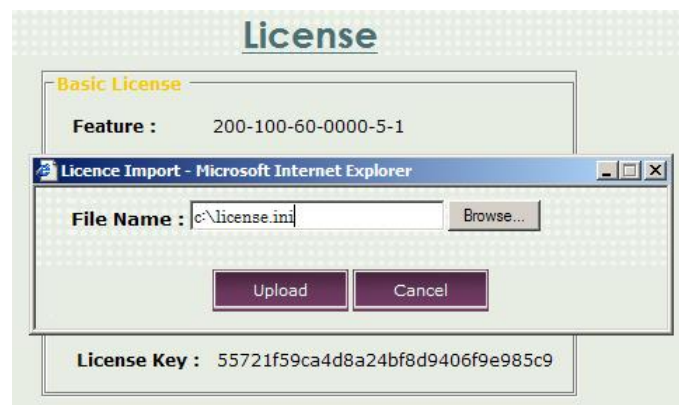 License
Basic License
Feature : 200-100-60-0000-5-1
Licence Import - Microsoft Internet Explorer
File Name : c:\license.ini Browse...
Upload Cancel
License Key : 55721f59ca4d8a24bf8d9406f9e985c9